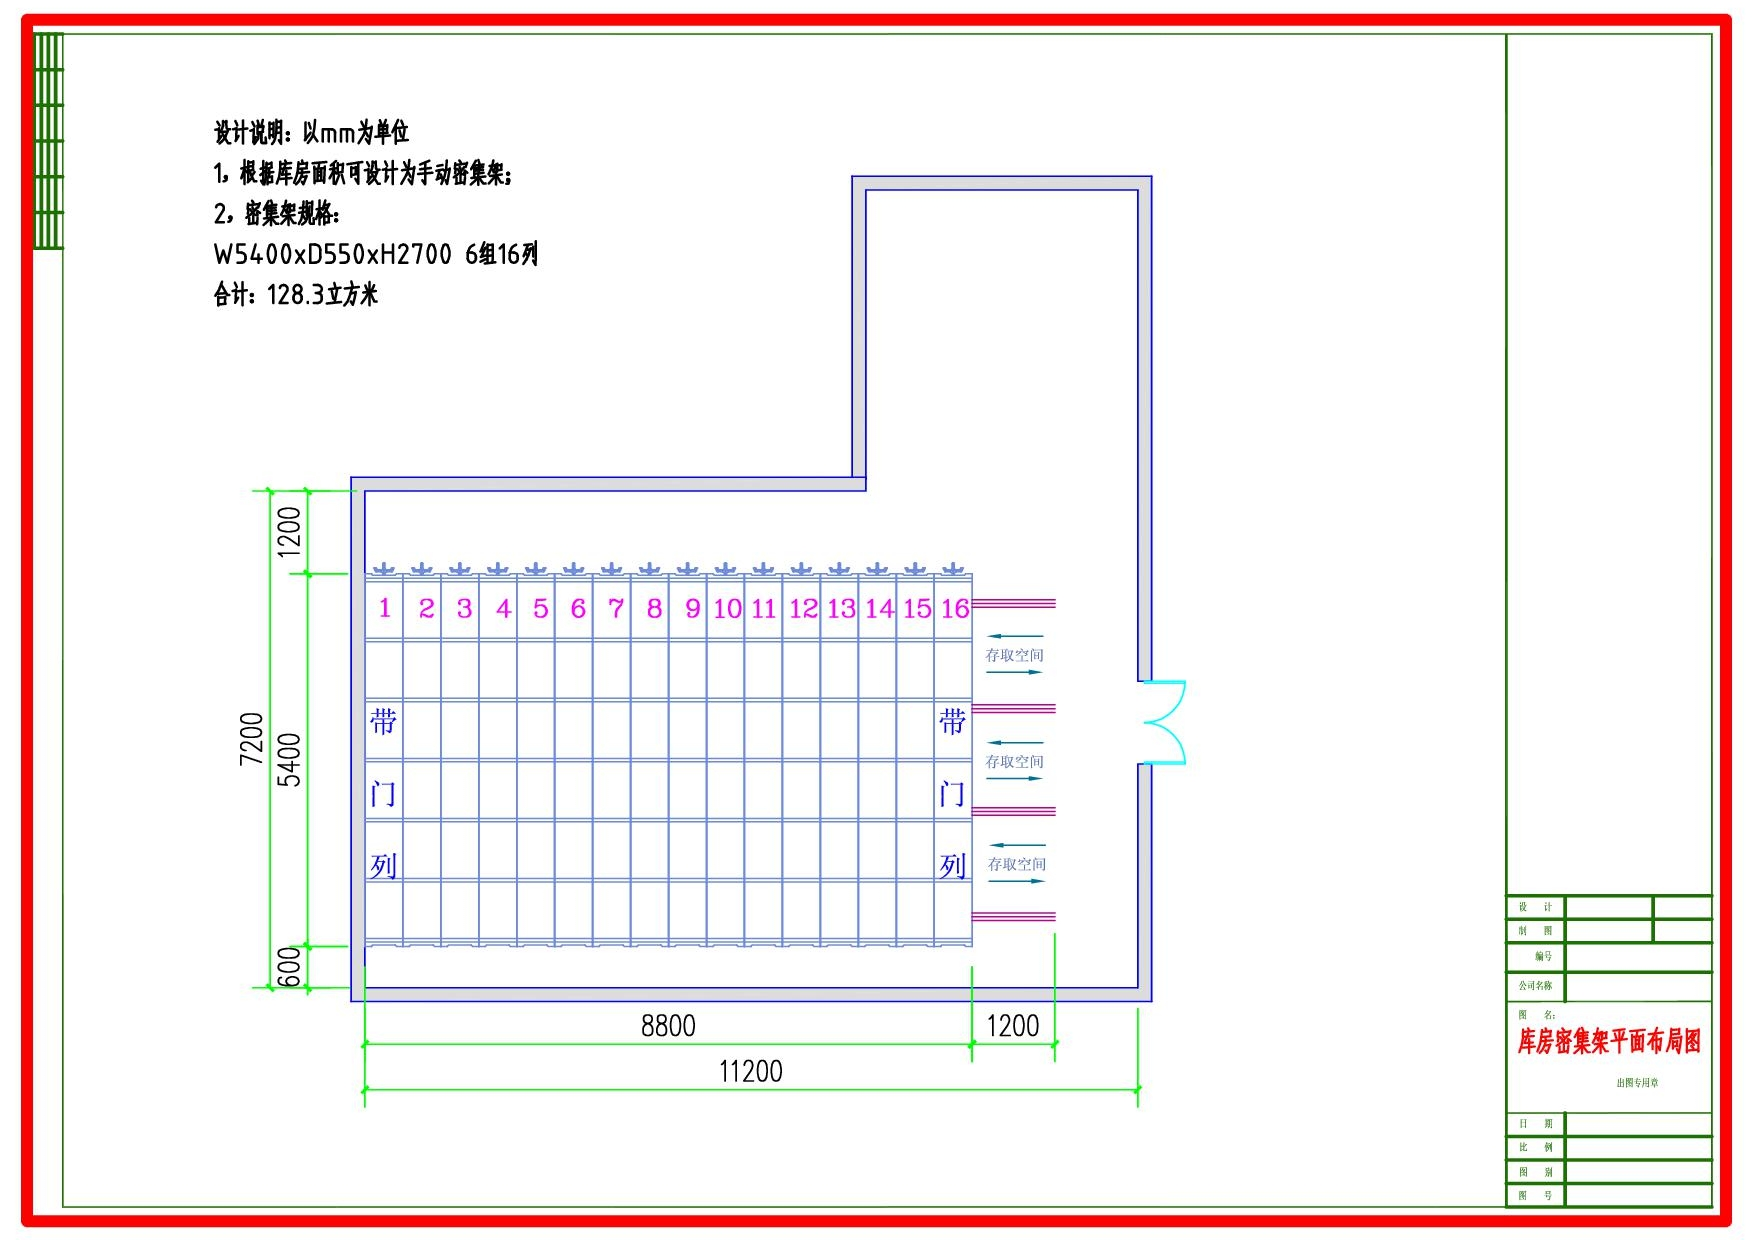 设计说明：以mm为单位
1，根据库房面积可设计为手动密集架；
2，密集架规格：
W5400xD550xH2700 6组16列
合计：128.3立方米
1200
7200
5400
600
1 2 3 4 5 6 7 8 9 10 11 12 13 14 15 16
存取空间
带门列
带门列
存取空间
存取空间
8800
1200
11200
设 计
制 图
编号
公司名称
图 名：
库房密集架平面布局图
出图专用章
日 期
比 例
图 别
图 号